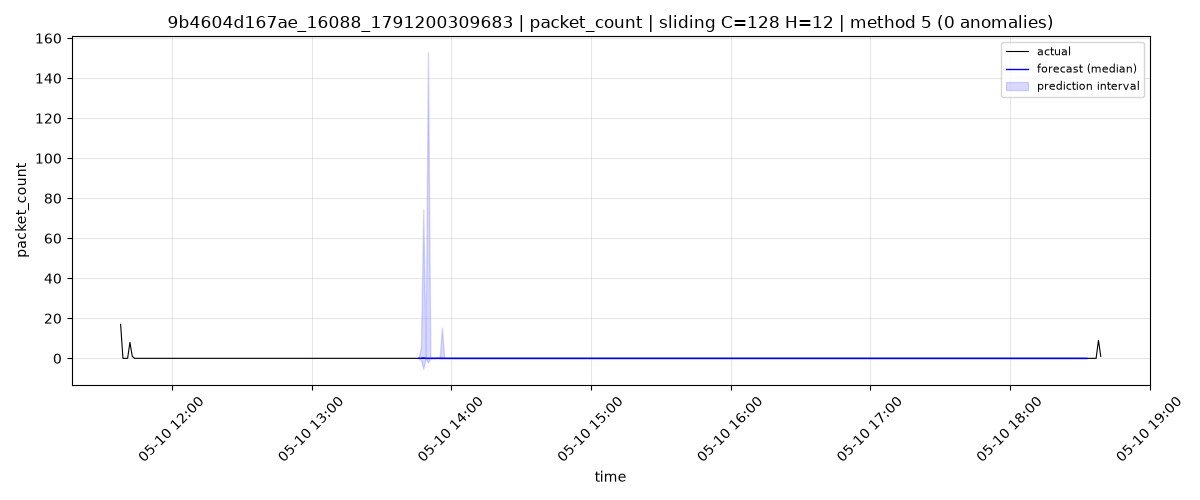 9b4604d167ae_16088_1791200309683 | packet_count | sliding C=128 H=12 | method 5 (0 anomalies)
actual
forecast (median)
prediction interval
packet_count
160
140
120
100
80
60
40
20
0
05-10 12:00
05-10 13:00
05-10 14:00
05-10 15:00
05-10 16:00
05-10 17:00
05-10 18:00
05-10 19:00
time